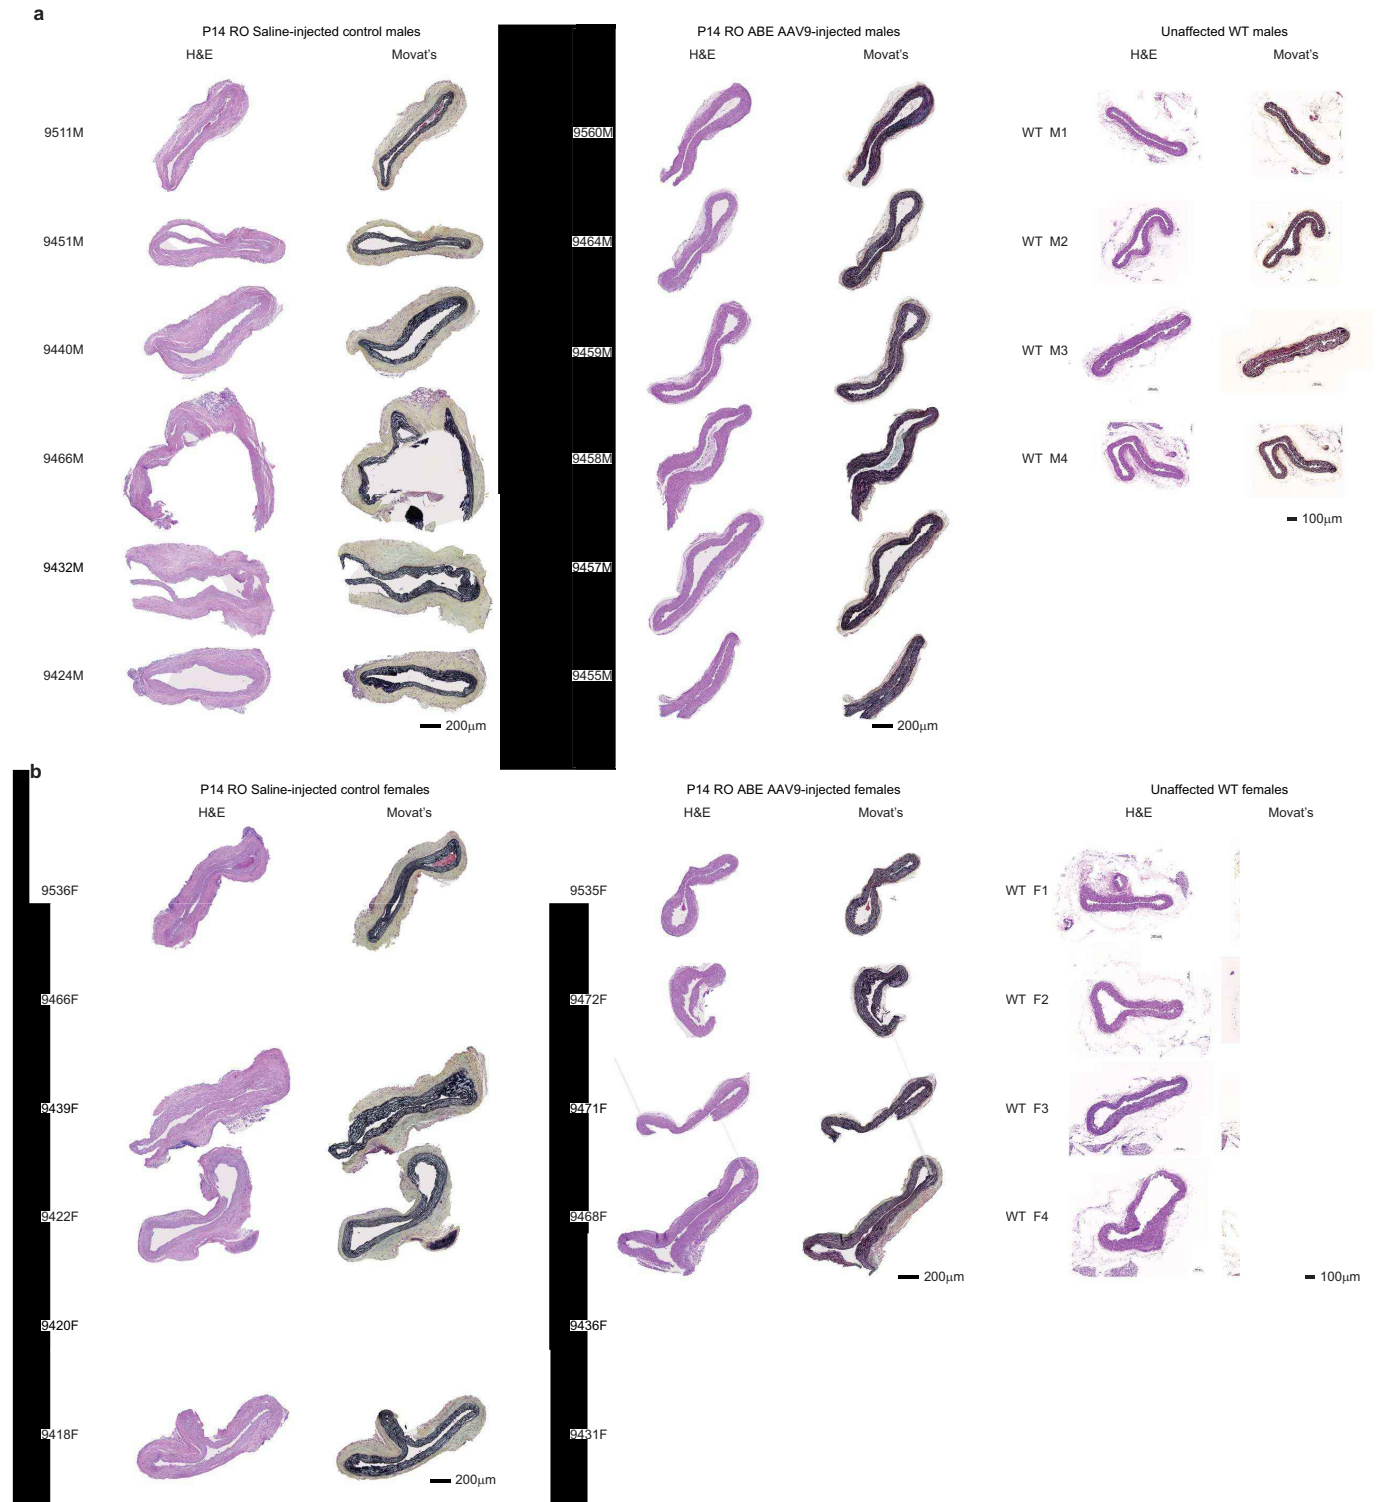 a
P14 RO Saline-injected control males
H&E
Movat's
P14 RO ABE AAV9-injected males
H&E
Movat's
Unaffected WT males
H&E
Movat's
9511M
9560M
WT M1
9451M
9464M
WT M2
9440M
9459M
WT M3
9466M
9458M
WT M4
100μm
9432M
9457M
9424M
9455M
200μm
200μm
b
P14 RO Saline-injected control females
H&E
Movat's
P14 RO ABE AAV9-injected females
H&E
Movat's
Unaffected WT females
H&E
Movat's
9536F
9535F
WT F1
9466F
9472F
WT F2
9439F
9471F
WT F3
9422F
9468F
WT F4
200μm
100μm
9420F
9436F
9418F
9431F
200μm